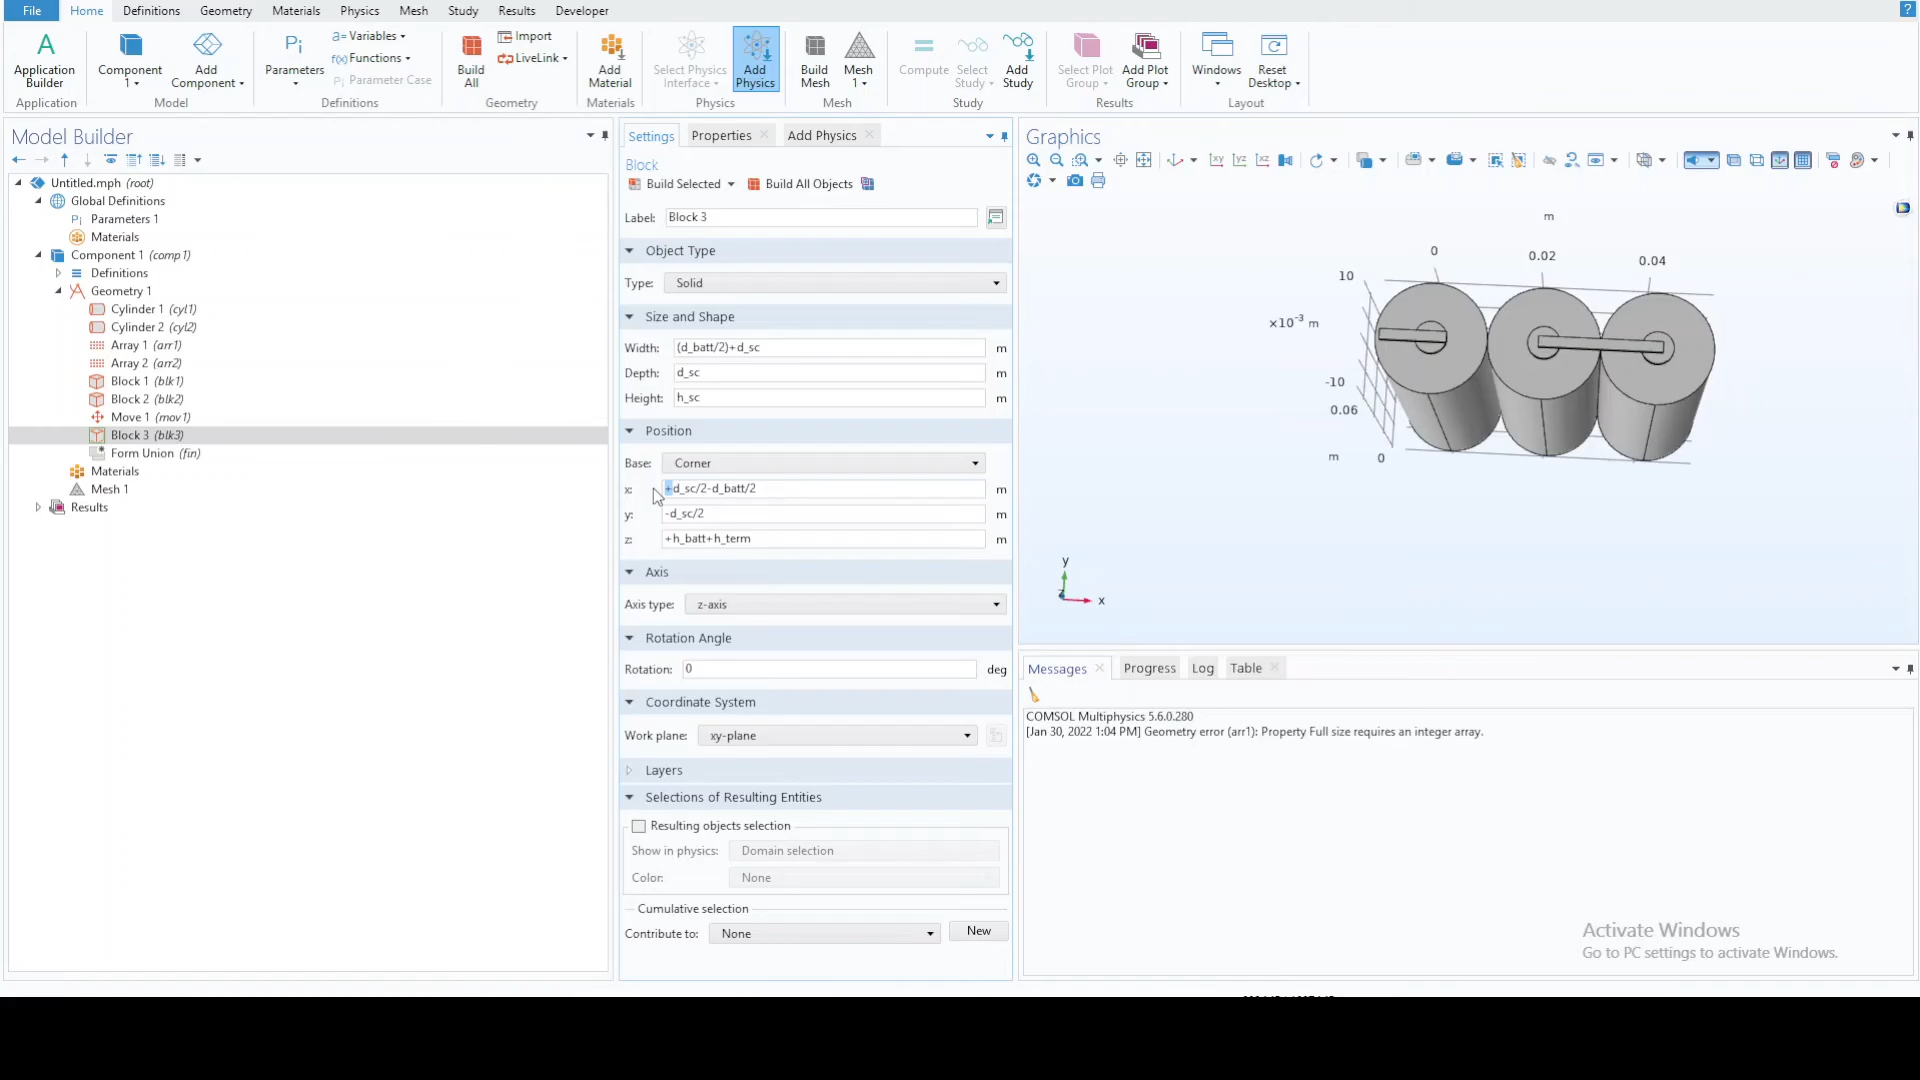 File Home Definitions Geometry Materials Physics Mesh Study Results Developer
Application Builder
Component 1
Add Component
Pi Parameters
a= Variables
f(x) Functions
Pi Parameter Case
Build All
Import
LiveLink
Add Material
Select Physics Interface
Add Physics
Build Mesh
Mesh 1
Compute
Select Study
Add Study
Select Plot Group
Add Plot Group
Windows
Reset Desktop
Application Model Definitions Geometry Materials Physics Mesh Study Results Layout
Model Builder
Untitled.mph (root)
Global Definitions
Pi Parameters 1
Materials
Component 1 (comp1)
Definitions
Geometry 1
Cylinder 1 (cyl1)
Cylinder 2 (cyl2)
Array 1 (arr1)
Array 2 (arr2)
Block 1 (blk1)
Block 2 (blk2)
Move 1 (mov1)
Block 3 (blk3)
Form Union (fin)
Materials
Mesh 1
Results
Settings Properties Add Physics
Block
Build Selected Build All Objects
Label: Block 3
Object Type
Type: Solid
Size and Shape
Width: (d_batt/2)+d_sc m
Depth: d_sc m
Height: h_sc m
Position
Base: Corner
x: +d_sc/2-d_batt/2 m
y: -d_sc/2 m
z: +h_batt+h_term m
Axis
Axis type: z-axis
Rotation Angle
Rotation: 0 deg
Coordinate System
Work plane: xy-plane
Layers
Selections of Resulting Entities
Resulting objects selection
Show in physics: Domain selection
Color: None
Cumulative selection
Contribute to: None New
Graphics
xy yz xz
m
0 0.02 0.04
10
×10-3 m
-10
0.06
m 0
y
z x
Messages Progress Log Table
COMSOL Multiphysics 5.6.0.280
[Jan 30, 2022 1:04 PM] Geometry error (arr1): Property Full size requires an integer array.
Activate Windows
Go to PC settings to activate Windows.